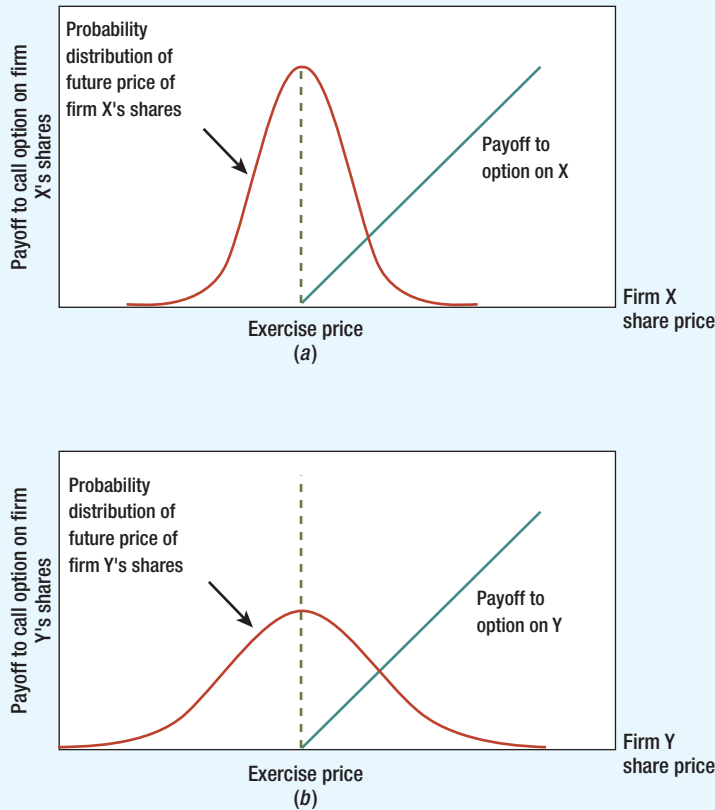 Payoff to call option on firm
X's shares
Probability
distribution of
future price of
firm X's shares
Payoff to
option on X
Firm X
share price
Exercise price
(a)
Payoff to call option on firm
Y's shares
Probability
distribution of
future price of
firm Y's shares
Payoff to
option on Y
Firm Y
share price
Exercise price
(b)